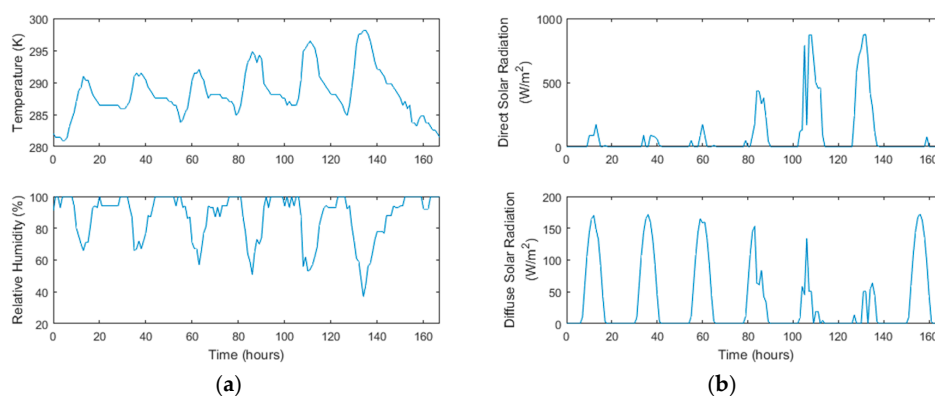 300
295
290
285
280
Temperature (K)
0 20 40 60 80 100 120 140 160
100
80
60
40
20
Relative Humidity (%)
0 20 40 60 80 100 120 140 160
Time (hours)
(a)
1000
500
0
Direct Solar Radiation
(W/m²)
0 20 40 60 80 100 120 140 160
200
150
100
50
0
Diffuse Solar Radiation
(W/m²)
0 20 40 60 80 100 120 140 160
Time (hours)
(b)